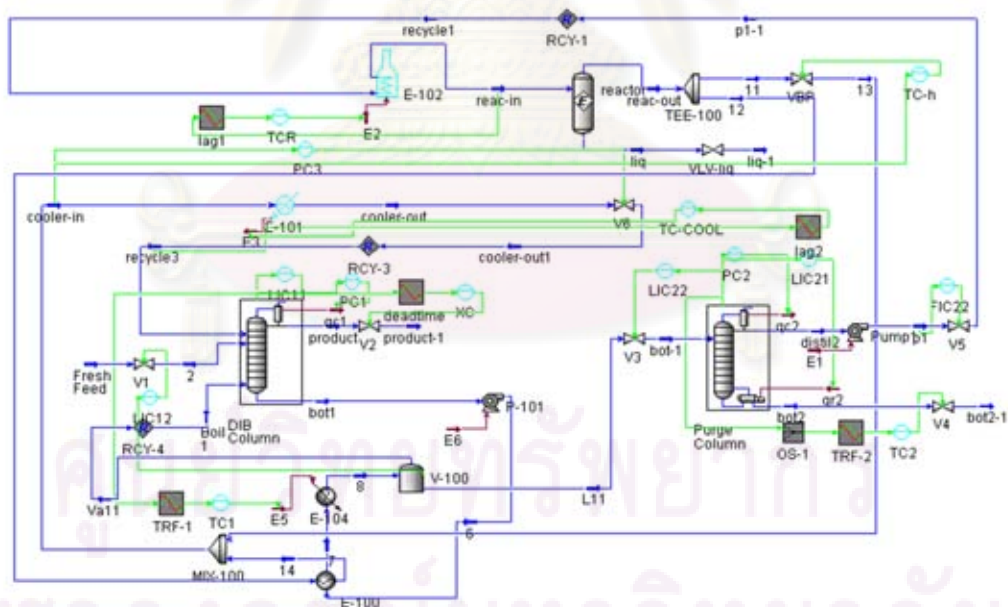 recycle1
RCY-1
p1-1
E-102
reac-in
reactor
reac-out
TEE-100
11
12
VBP
13
TC-h
lag1
TCR
E2
PC3
liq
VLV-liq
liq-1
cooler-in
E-101
cooler-out
V6
TC-COOL
lag2
E3
recycle3
RCY-3
cooler-out1
LIC11
PC1
deadtime
XC
LIC22
PC2
LIC21
FIC22
qc1
product
V2
product-1
qc2
distil2
Pump
p1
V5
E1
Fresh
Feed
V1
2
V3
bot-1
qr2
LIC12
RCY-4
Boil
1
DIB
Column
bot1
P-101
E6
Purge
Column
bot2
V4
bot2-1
OS-1
TRF-2
TC2
Va11
TRF-1
TC1
E5
E-104
8
V-100
L11
6
7
MIX-100
14
E-100